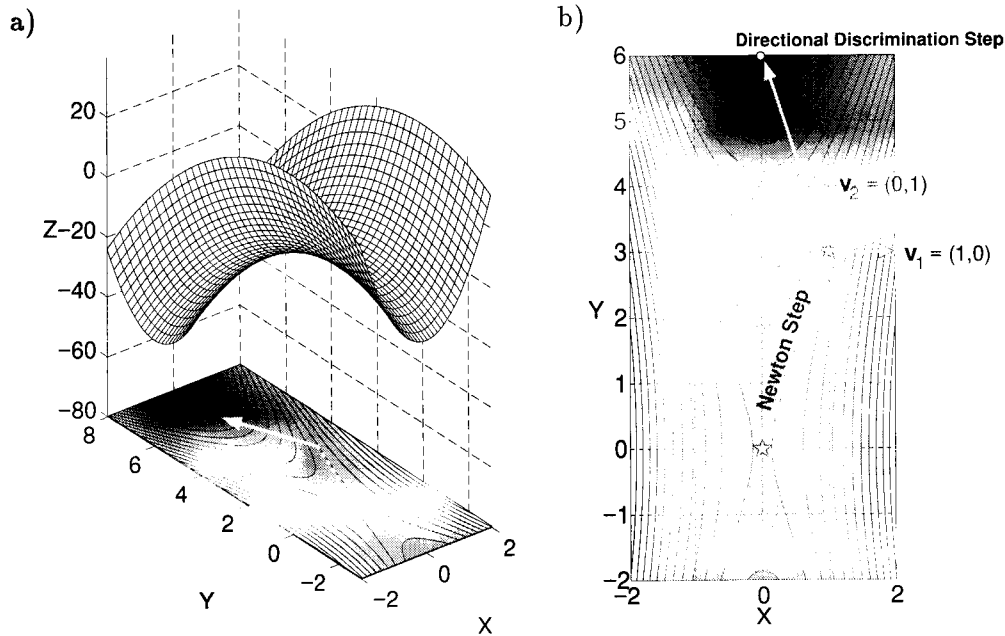 a)
20
0
Z-20
-40
-60
-80
8
6
4
2
0
-2
Y
-2
0
2
X
b)
Directional Discrimination Step
6
5
4
3
2
1
0
-1
-2
Y
v2 = (0,1)
v1 = (1,0)
Newton Step
-2
0
2
X